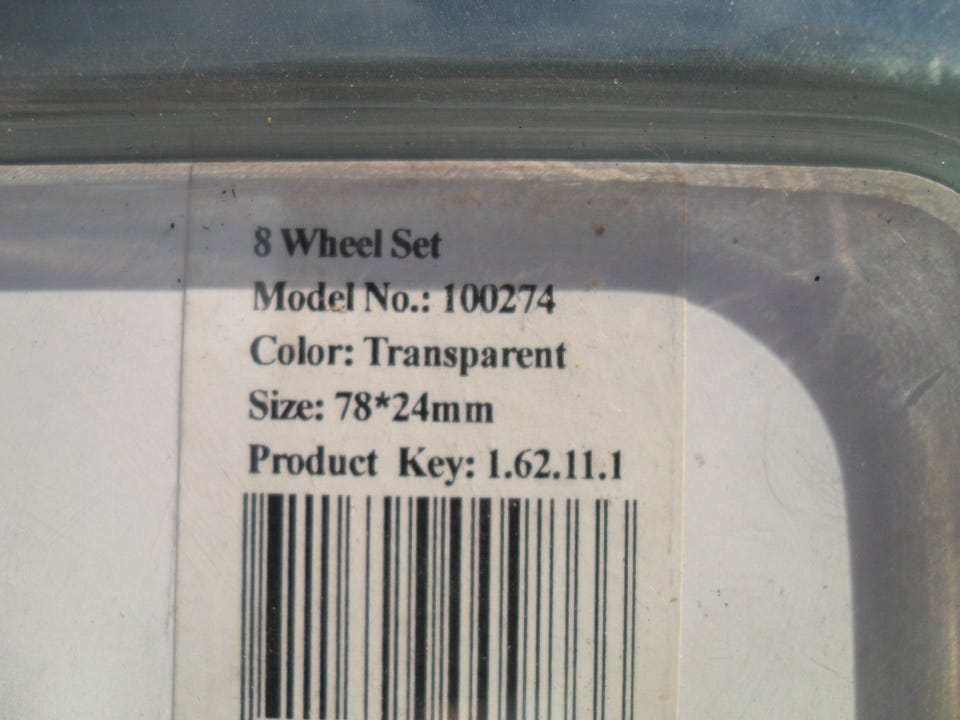 8 Wheel Set
Model No.: 100274
Color: Transparent
Size: 78*24mm
Product Key: 1.62.11.1